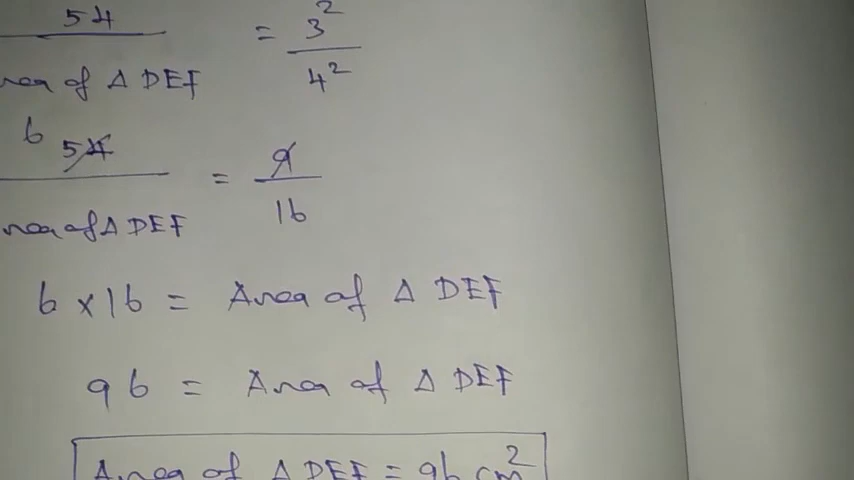 54 = 3²
Area of Δ DEF 4²
6 54 = 9
Area of Δ DEF 16
6 × 16 = Area of Δ DEF
96 = Area of Δ DEF
Area of Δ DEF = 96 cm²